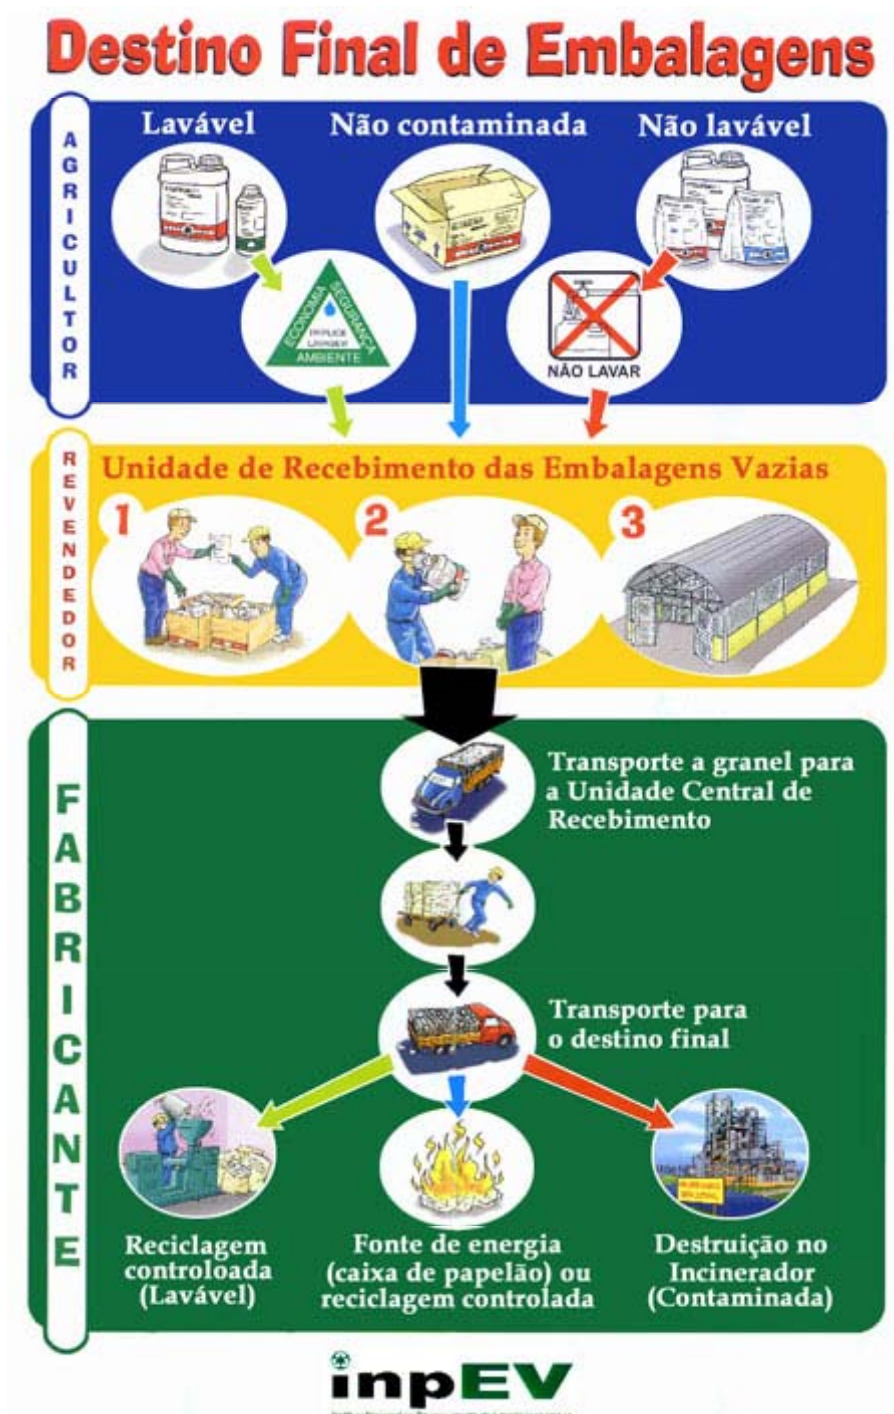 Destino Final de Embalagens
AGRICULTOR
Lavável
Não contaminada
Não lavável
ECONOMIA
SEGURANÇA
AMBIENTE
NÃO LAVAR
REVENDEDOR
Unidade de Recebimento das Embalagens Vazias
1
2
3
FABRICANTE
Transporte a granel para
a Unidade Central de
Recebimento
Transporte para
o destino final
Reciclagem
controloada
(Lavável)
Fonte de energia
(caixa de papelão) ou
reciclagem controlada
Destruição no
Incinerador
(Contaminada)
inpEV